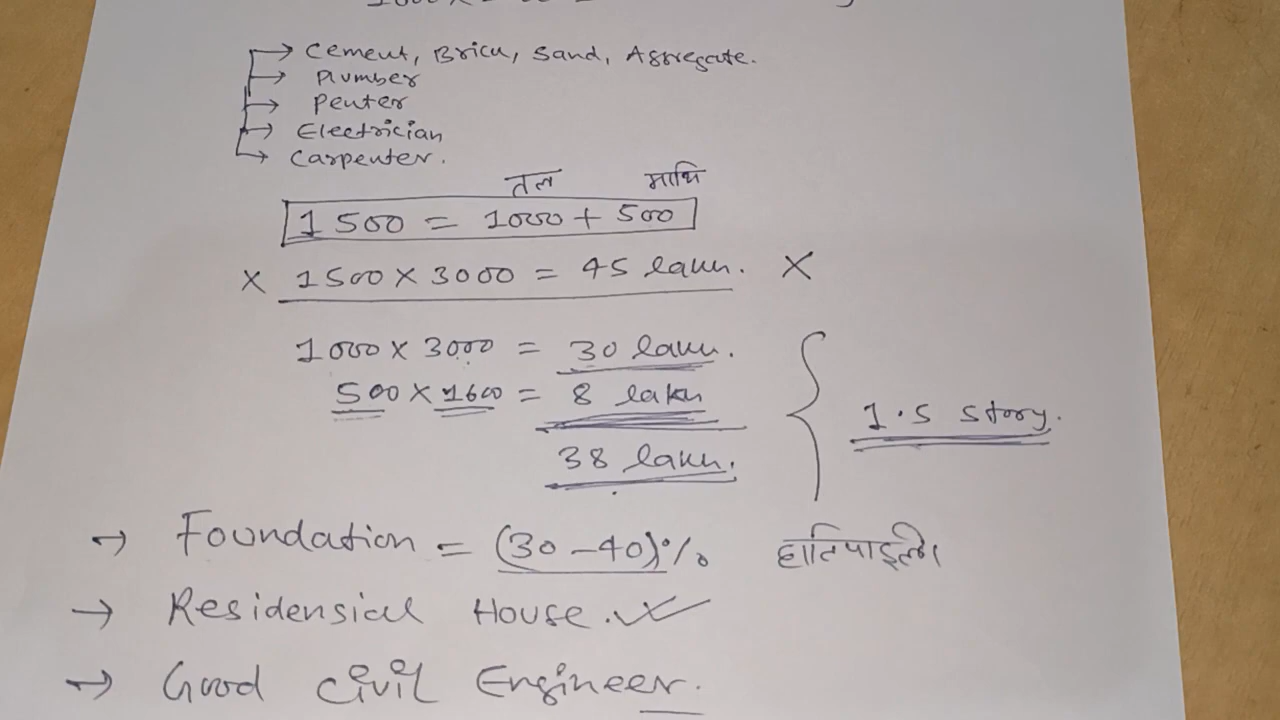 → Cement, Brick, Sand, Aggregate.
→ Plumber
→ Penter
→ Electrician
→ Carpenter.
तल माथि
1500 = 1000 + 500
× 1500 × 3000 = 45 lakh. ×
1000 × 3000 = 30 lakh.
500 × 1600 = 8 lakh
38 lakh.
1.5 story.
→ Foundation = (30-40)% हात्तिपाइले।
→ Residensial House. ✓
→ Good civil Engineer.